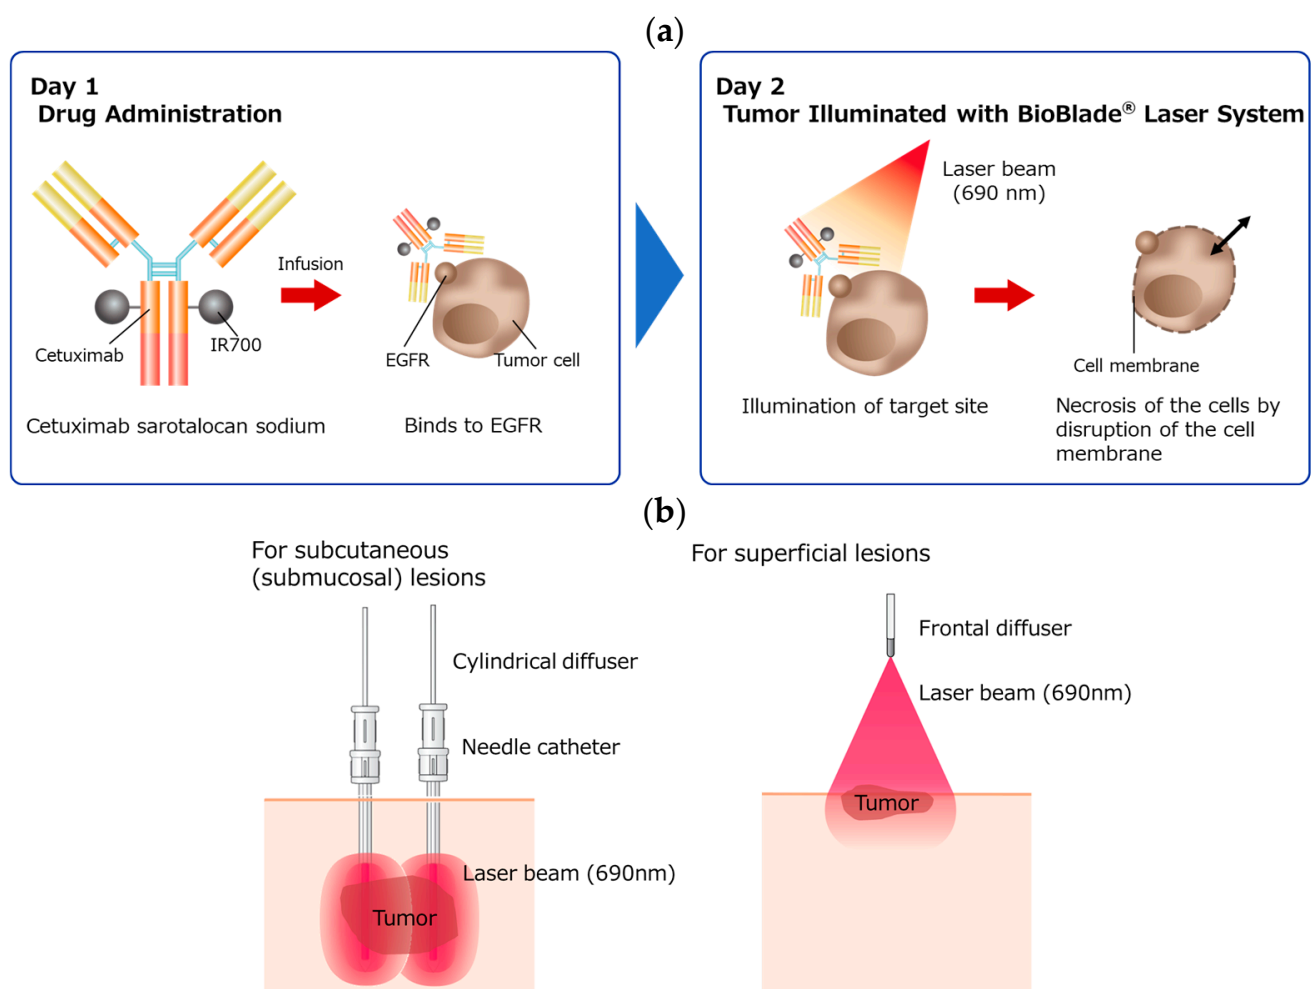 (a)
Day 1
Drug Administration
Infusion
Cetuximab
IR700
EGFR
Tumor cell
Cetuximab sarotalocan sodium
Binds to EGFR
Day 2
Tumor Illuminated with BioBlade® Laser System
Laser beam
(690 nm)
Cell membrane
Illumination of target site
Necrosis of the cells by
disruption of the cell
membrane
(b)
For subcutaneous
(submucosal) lesions
Cylindrical diffuser
Needle catheter
Laser beam (690nm)
Tumor
For superficial lesions
Frontal diffuser
Laser beam (690nm)
Tumor